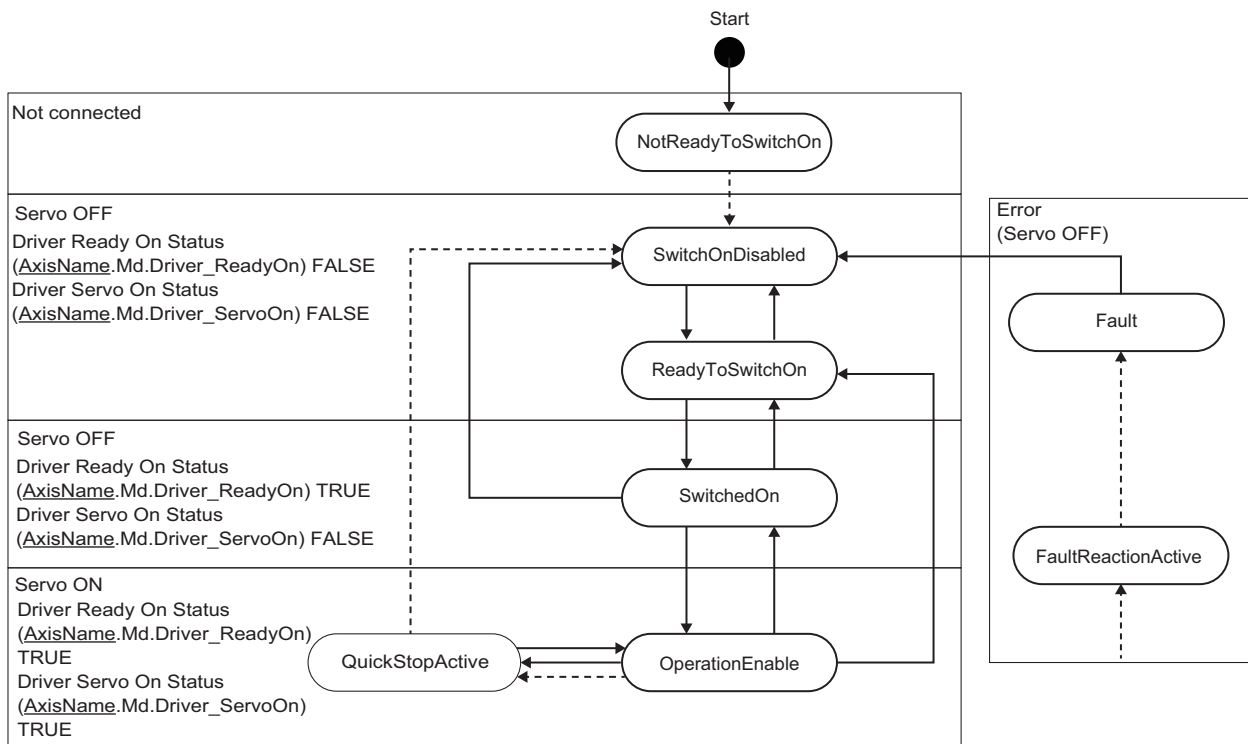 Start
Not connected
NotReadyToSwitchOn
Servo OFF
Driver Ready On Status
(AxisName.Md.Driver_ReadyOn) FALSE
Driver Servo On Status
(AxisName.Md.Driver_ServoOn) FALSE
SwitchOnDisabled
ReadyToSwitchOn
Error
(Servo OFF)
Fault
FaultReactionActive
Servo OFF
Driver Ready On Status
(AxisName.Md.Driver_ReadyOn) TRUE
Driver Servo On Status
(AxisName.Md.Driver_ServoOn) FALSE
SwitchedOn
Servo ON
Driver Ready On Status
(AxisName.Md.Driver_ReadyOn)
TRUE
Driver Servo On Status
(AxisName.Md.Driver_ServoOn)
TRUE
QuickStopActive
OperationEnable